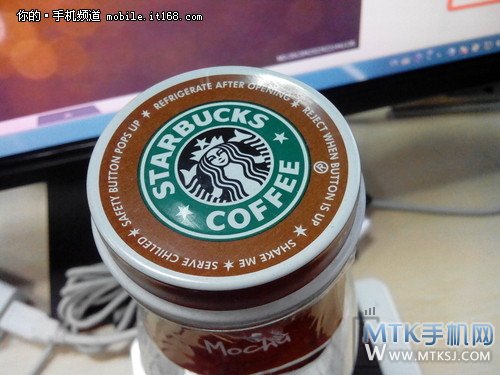 你的·手机频道 mobile.it168.com
STARBUCKS
COFFEE
®
REFRIGERATE AFTER OPENING ★ REJECT WHEN BUTTON IS UP ★ SHAKE ME ★ SERVE CHILLED ★ SAFETY BUTTON POPS UP ★
Mocha
MTK手机网
WWW.MTKSJ.COM